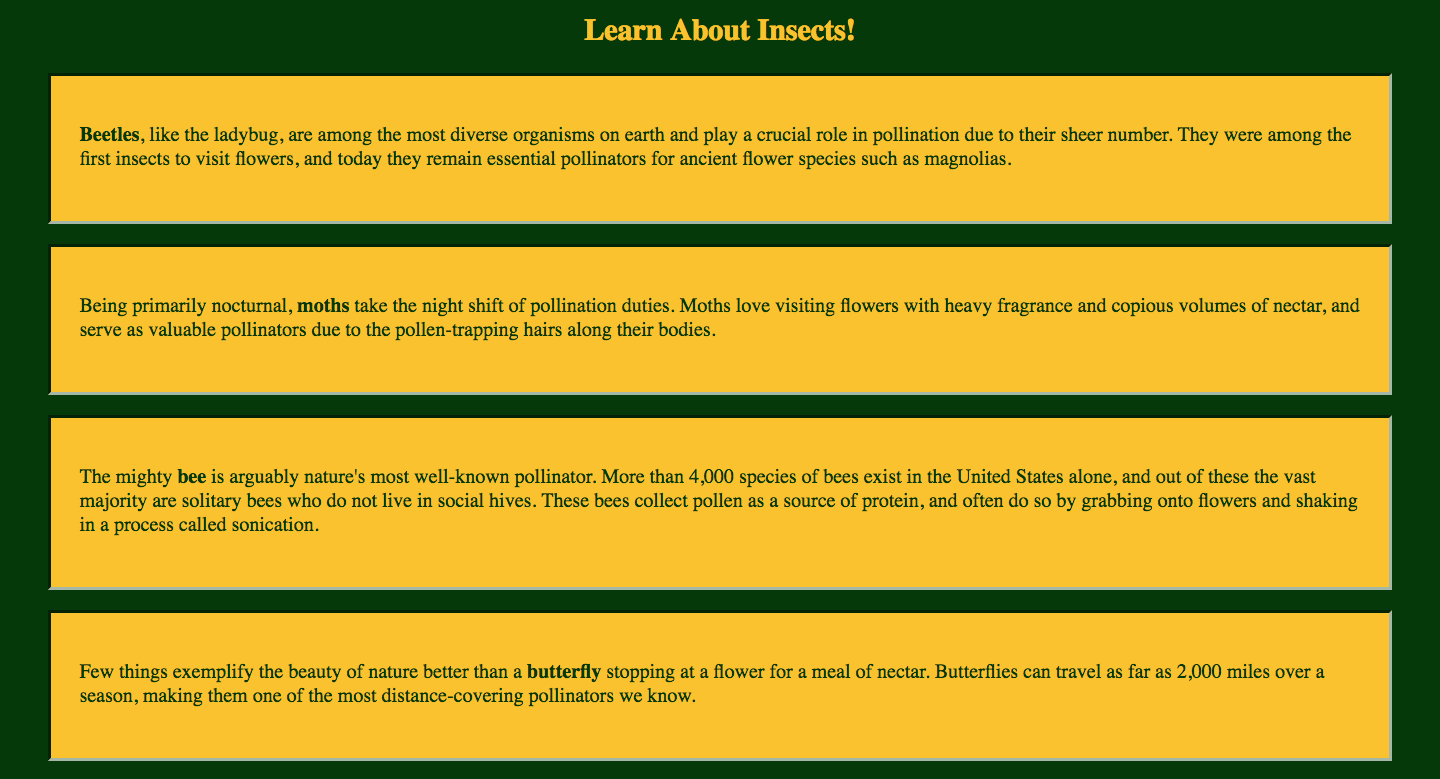 Learn About Insects!
Beetles, like the ladybug, are among the most diverse organisms on earth and play a crucial role in pollination due to their sheer number. They were among the
first insects to visit flowers, and today they remain essential pollinators for ancient flower species such as magnolias.
Being primarily nocturnal, moths take the night shift of pollination duties. Moths love visiting flowers with heavy fragrance and copious volumes of nectar, and
serve as valuable pollinators due to the pollen-trapping hairs along their bodies.
The mighty bee is arguably nature's most well-known pollinator. More than 4,000 species of bees exist in the United States alone, and out of these the vast
majority are solitary bees who do not live in social hives. These bees collect pollen as a source of protein, and often do so by grabbing onto flowers and shaking
in a process called sonication.
Few things exemplify the beauty of nature better than a butterfly stopping at a flower for a meal of nectar. Butterflies can travel as far as 2,000 miles over a
season, making them one of the most distance-covering pollinators we know.